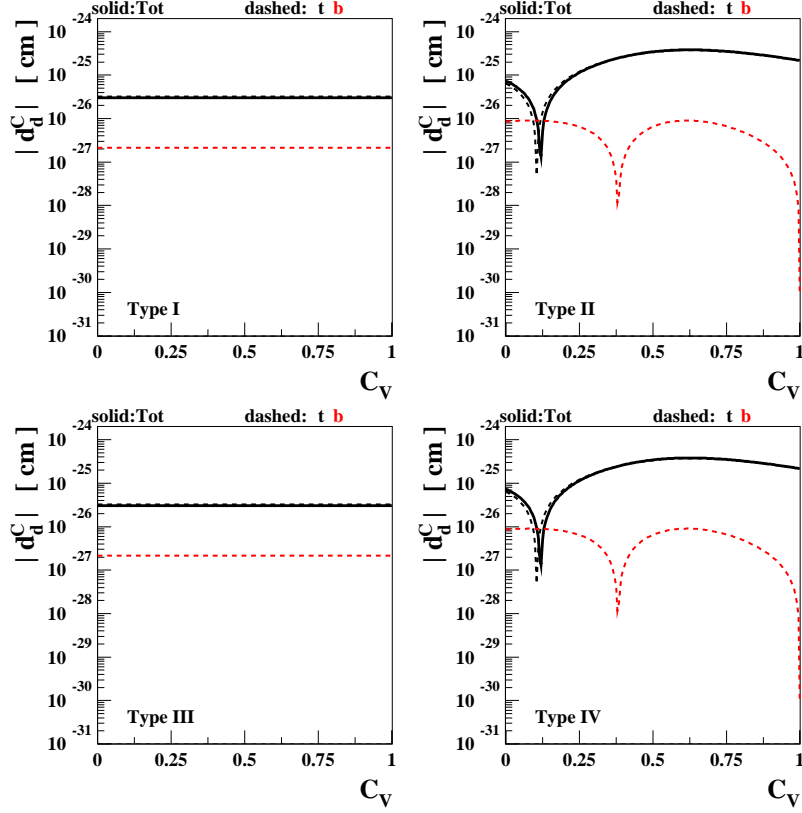 solid:Tot dashed: t b
| d_d^C | [ cm ]
10^-24
10^-25
10^-26
10^-27
10^-28
10^-29
10^-30
10^-31
Type I
0 0.25 0.5 0.75 1
C_V
solid:Tot dashed: t b
| d_d^C | [ cm ]
10^-24
10^-25
10^-26
10^-27
10^-28
10^-29
10^-30
10^-31
Type II
0 0.25 0.5 0.75 1
C_V
solid:Tot dashed: t b
| d_d^C | [ cm ]
10^-24
10^-25
10^-26
10^-27
10^-28
10^-29
10^-30
10^-31
Type III
0 0.25 0.5 0.75 1
C_V
solid:Tot dashed: t b
| d_d^C | [ cm ]
10^-24
10^-25
10^-26
10^-27
10^-28
10^-29
10^-30
10^-31
Type IV
0 0.25 0.5 0.75 1
C_V